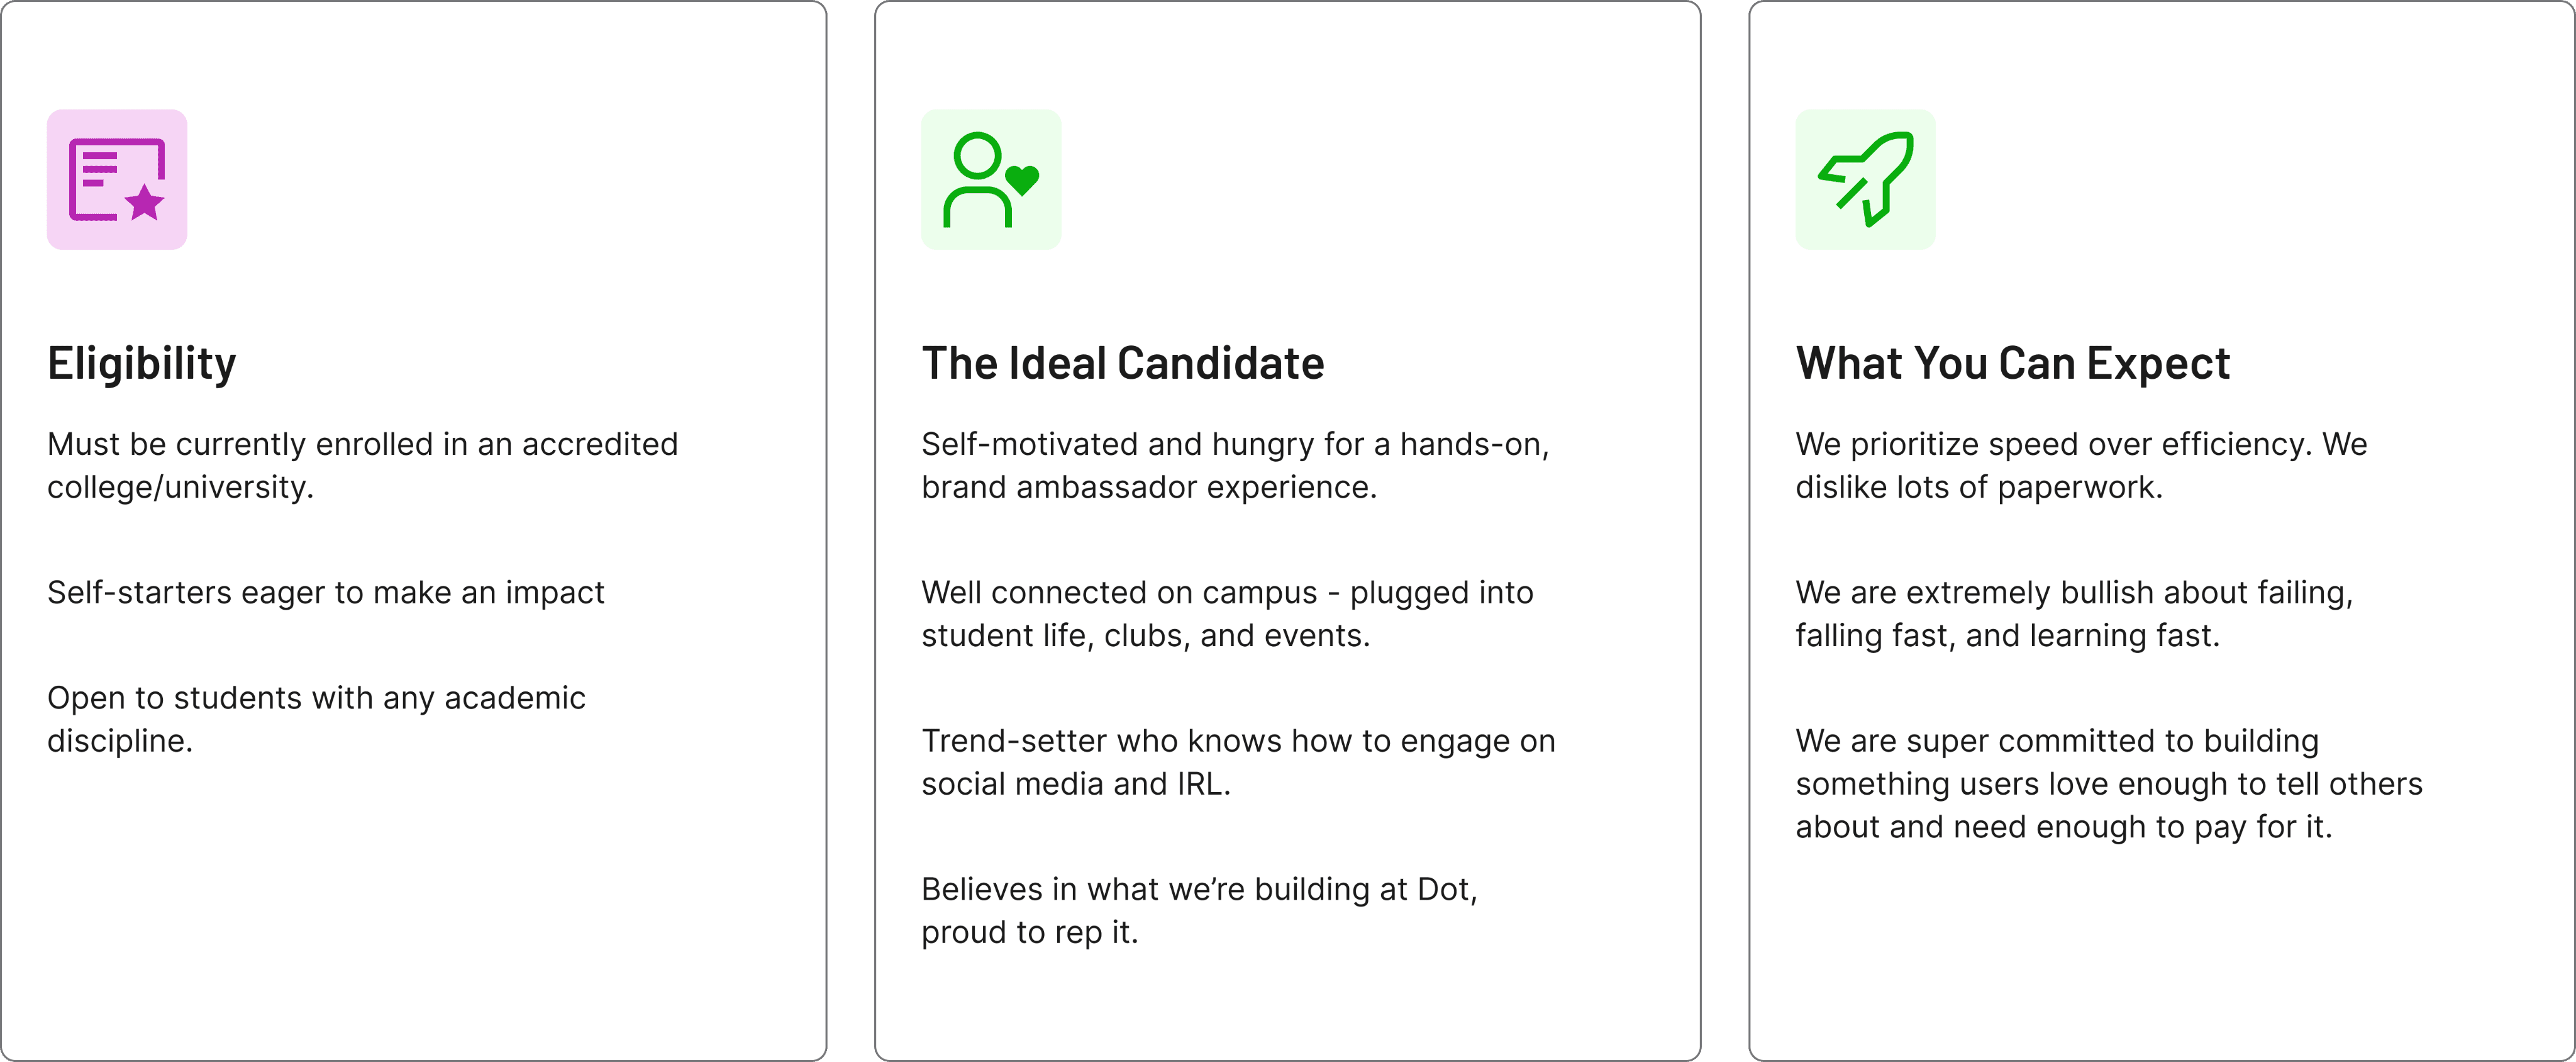 Eligibility
Must be currently enrolled in an accredited
college/university.
Self-starters eager to make an impact
Open to students with any academic
discipline.
The Ideal Candidate
Self-motivated and hungry for a hands-on,
brand ambassador experience.
Well connected on campus - plugged into
student life, clubs, and events.
Trend-setter who knows how to engage on
social media and IRL.
Believes in what we’re building at Dot,
proud to rep it.
What You Can Expect
We prioritize speed over efficiency. We
dislike lots of paperwork.
We are extremely bullish about failing,
falling fast, and learning fast.
We are super committed to building
something users love enough to tell others
about and need enough to pay for it.